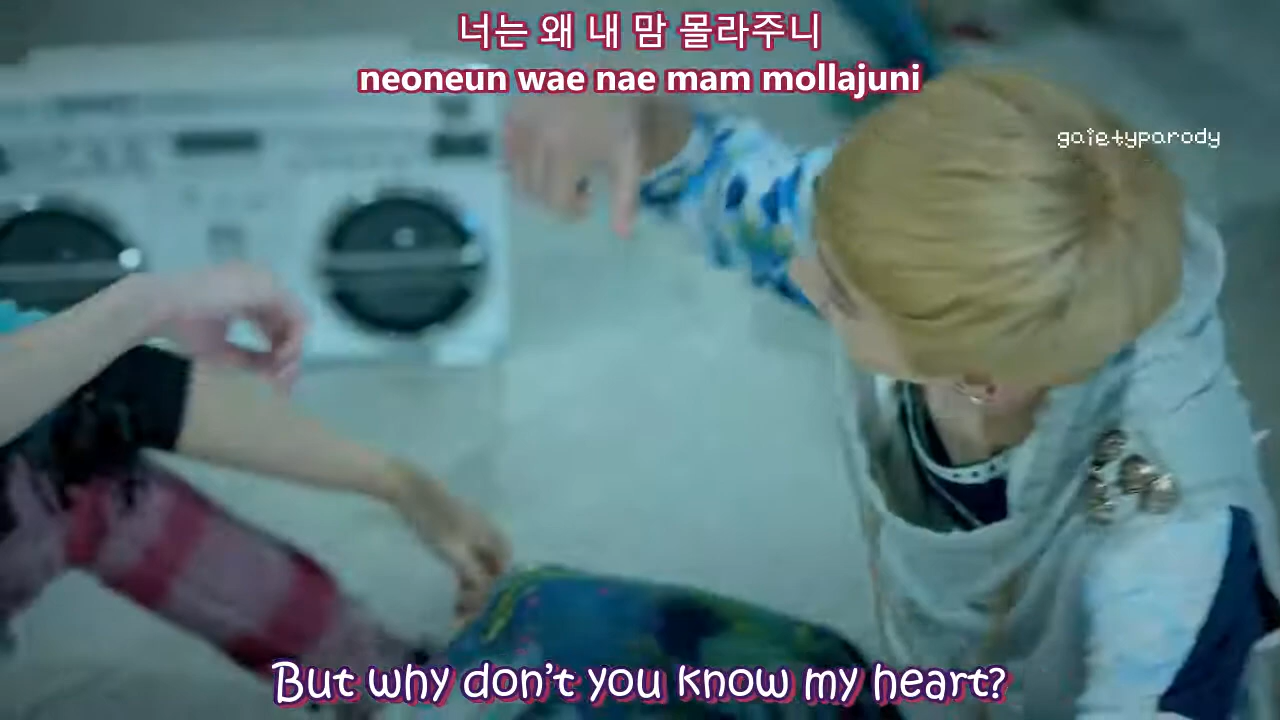 너는 왜 내 맘 몰라주니
neoneun wae nae mam mollajuni
gaietyparody
But why don't you know my heart?